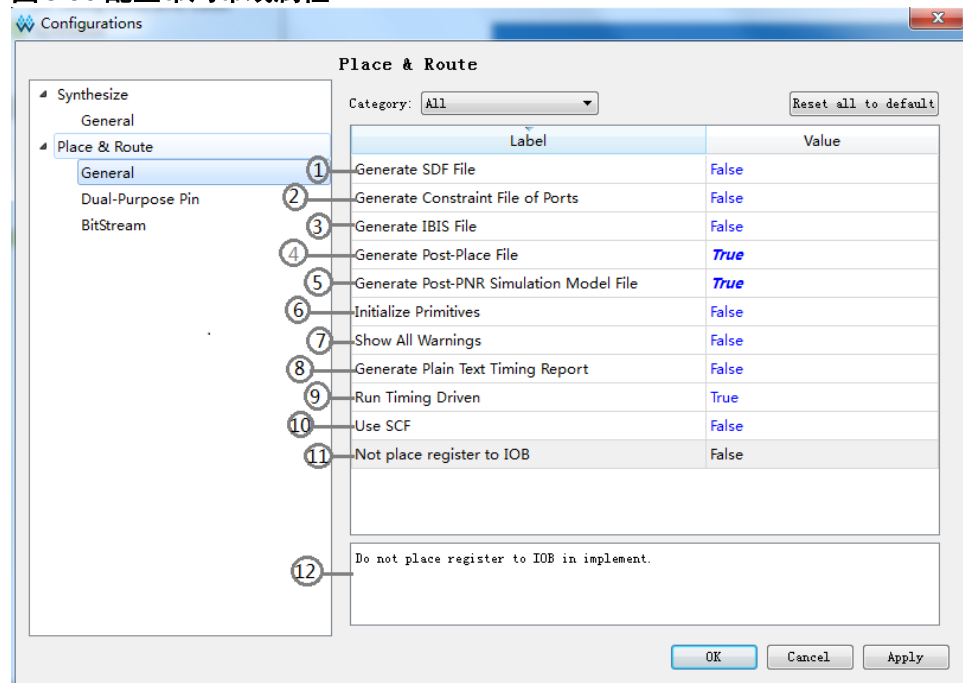 Configurations
Place & Route
Synthesize
General
Place & Route
General
Dual-Purpose Pin
BitStream
Category: All
Reset all to default
Label Value
① Generate SDF File False
② Generate Constraint File of Ports False
③ Generate IBIS File False
④ Generate Post-Place File True
⑤ Generate Post-PNR Simulation Model File True
⑥ Initialize Primitives False
⑦ Show All Warnings False
⑧ Generate Plain Text Timing Report False
⑨ Run Timing Driven True
⑩ Use SCF False
⑪ Not place register to IOB False
⑫ Do not place register to IOB in implement.
OK Cancel Apply